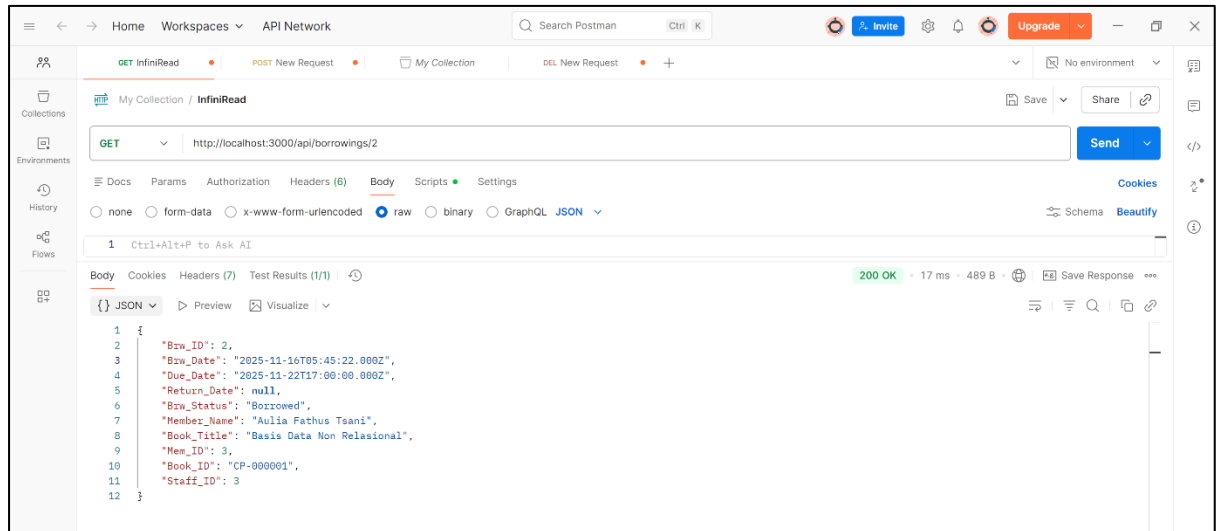 Home Workspaces API Network Search Postman Ctrl K Invite Upgrade
GET InfiniRead POST New Request My Collection DEL New Request No environment
Collections
Environments
History
Flows
HTTP My Collection / InfiniRead Save Share
GET http://localhost:3000/api/borrowings/2 Send
Docs Params Authorization Headers (6) Body Scripts Settings Cookies
none form-data x-www-form-urlencoded raw binary GraphQL JSON Schema Beautify
1 Ctrl+Alt+P to Ask AI
Body Cookies Headers (7) Test Results (1/1) 200 OK 17 ms 489 B e.g. Save Response
{} JSON Preview Visualize
1 {
2 "Brw_ID": 2,
3 "Brw_Date": "2025-11-16T05:45:22.000Z",
4 "Due_Date": "2025-11-22T17:00:00.000Z",
5 "Return_Date": null,
6 "Brw_Status": "Borrowed",
7 "Member_Name": "Aulia Fathus Tsani",
8 "Book_Title": "Basis Data Non Relasional",
9 "Mem_ID": 3,
10 "Book_ID": "CP-000001",
11 "Staff_ID": 3
12 }